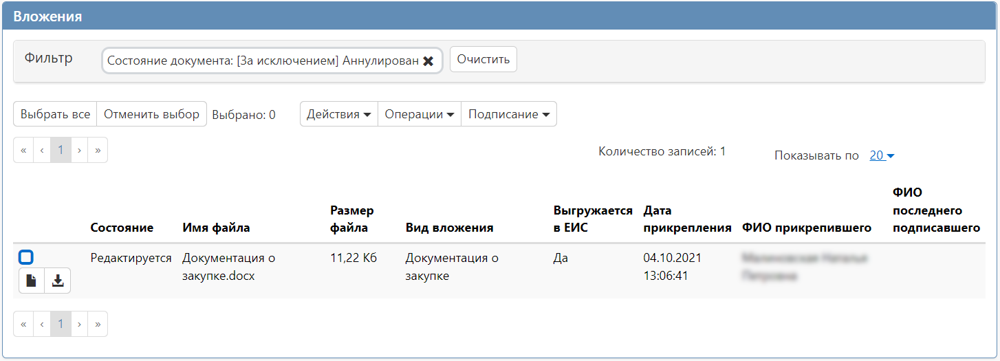 Вложения
Фильтр Состояние документа: [За исключением] Аннулирован ✖ Очистить
Выбрать все Отменить выбор Выбрано: 0 Действия Операции Подписание
« ‹ 1 › » Количество записей: 1 Показывать по 20
ФИО
Размер Выгружается Дата последнего
Состояние Имя файла файла Вид вложения в ЕИС прикрепления ФИО прикрепившего подписавшего
Редактируется Документация о 11,22 Кб Документация о Да 04.10.2021
закупке.docx закупке 13:06:41
« ‹ 1 › »